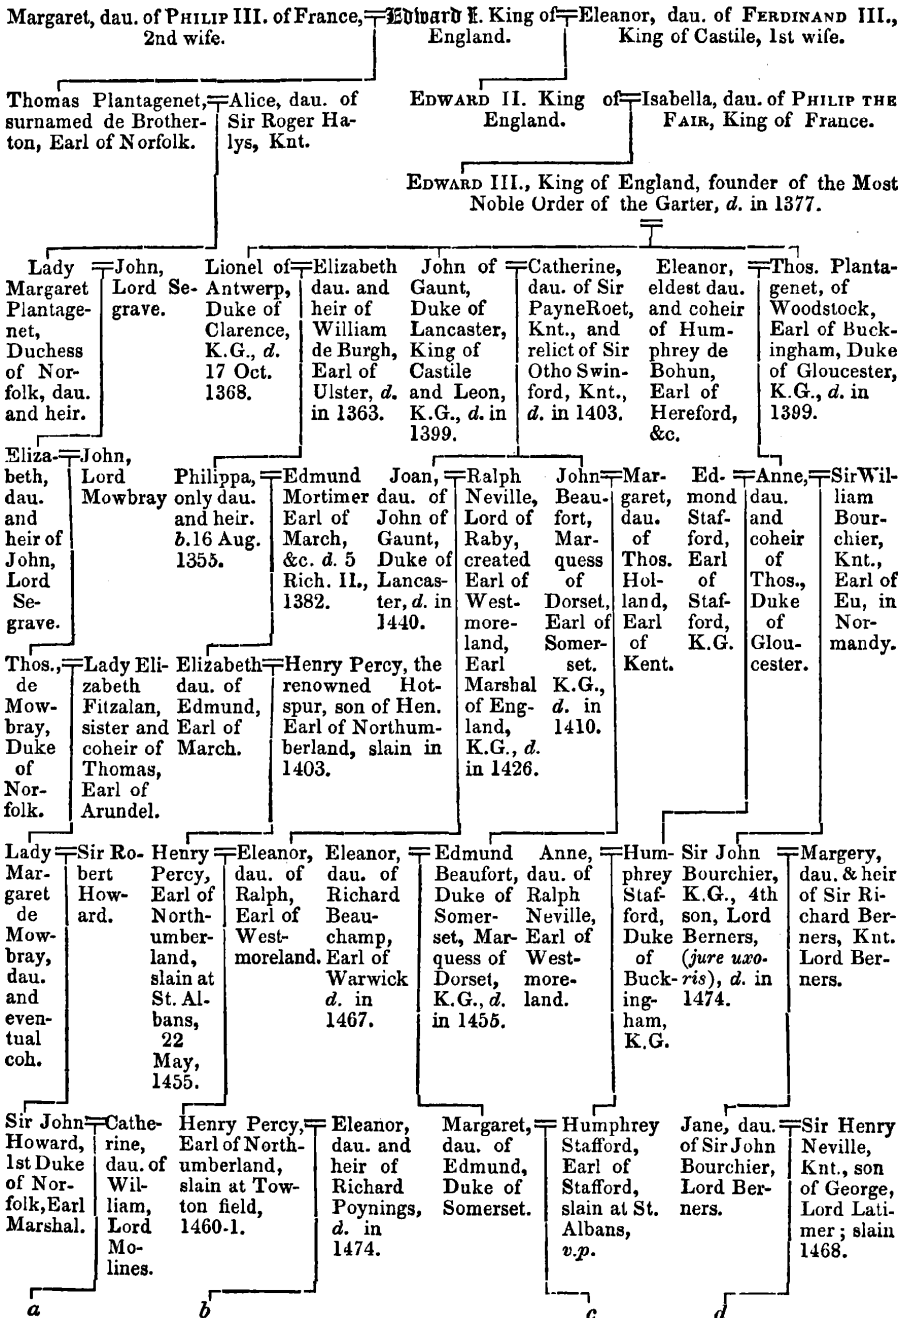 Margaret, dau. of PHILIP III. of France,
2nd wife.
Edward I. King of
England.
Eleanor, dau. of FERDINAND III.,
King of Castile, 1st wife.
Thomas Plantagenet,
surnamed de Brother-
ton, Earl of Norfolk.
Alice, dau. of
Sir Roger Ha-
lys, Knt.
EDWARD II. King of
England.
Isabella, dau. of PHILIP THE
FAIR, King of France.
EDWARD III., King of England, founder of the Most
Noble Order of the Garter, d. in 1377.
Lady
Margaret
Plantage-
net,
Duchess
of Nor-
folk, dau.
and heir.
John,
Lord Se-
grave.
Lionel of
Antwerp,
Duke of
Clarence,
K.G., d.
17 Oct.
1368.
Elizabeth
dau. and
heir of
William
de Burgh,
Earl of
Ulster, d.
in 1363.
John of
Gaunt,
Duke of
Lancaster,
King of
Castile
and Leon,
K.G., d. in
1399.
Catherine,
dau. of Sir
PayneRoet,
Knt., and
relict of Sir
Otho Swin-
ford, Knt.,
d. in 1403.
Eleanor,
eldest dau.
and coheir
of Hum-
phrey de
Bohun,
Earl of
Hereford,
&c.
Thos. Planta-
genet, of
Woodstock,
Earl of Buck-
ingham, Duke
of Gloucester,
K.G., d. in
1399.
Eliza-
beth,
dau.
and
heir of
John,
Lord
Se-
grave.
John,
Lord
Mowbray
Philippa,
only dau.
and heir.
b.16 Aug.
1355.
Edmund
Mortimer
Earl of
March,
&c. d. 5
Rich. II.,
1382.
Joan,
dau. of
John of
Gaunt,
Duke of
Lancas-
ter, d. in
1440.
Ralph
Neville,
Lord of
Raby,
created
Earl of
West-
more-
land,
Earl
Marshal
of Eng-
land,
K.G., d.
in 1426.
John
Beau-
fort,
Mar-
quess
of
Dorset,
Earl of
Somer-
set.
K.G.,
d. in
1410.
Mar-
garet,
dau.
of
Thos.
Hol-
land,
Earl
of
Kent.
Ed-
mond
Staf-
ford,
Earl
of
Staf-
ford,
K.G.
Anne,
dau.
and
coheir
of
Thos.,
Duke
of
Glou-
cester.
Sir Wil-
liam
Bour-
chier,
Knt.,
Earl of
Eu, in
Nor-
mandy.
Thos.,
de
Mow-
bray,
Duke
of
Nor-
folk.
Lady Eli-
zabeth
Fitzalan,
sister and
coheir of
Thomas,
Earl of
Arundel.
Elizabeth
dau. of
Edmund,
Earl of
March.
Henry Percy, the
renowned Hot-
spur, son of Hen.
Earl of Northum-
berland, slain in
1403.
Lady
Mar-
garet
de
Mow-
bray,
dau.
and
even-
tual
coh.
Sir Ro-
bert
How-
ard.
Henry
Percy,
Earl of
North-
umber-
land,
slain at
St. Al-
bans,
22
May,
1455.
Eleanor,
dau. of
Ralph,
Earl of
West-
moreland.
Eleanor,
dau. of
Richard
Beau-
champ,
Earl of
Warwick
d. in
1467.
Edmund
Beaufort,
Duke of
Somer-
set, Mar-
quess of
Dorset,
K.G., d.
in 1455.
Anne,
dau. of
Ralph
Neville,
Earl of
West-
more-
land.
Hum-
phrey
Staf-
ford,
Duke
of
Buck-
ing-
ham,
K.G.
Sir John
Bourchier,
K.G., 4th
son, Lord
Berners,
(jure uxo-
ris), d. in
1474.
Margery,
dau. & heir
of Sir Ri-
chard Ber-
ners, Knt.
Lord Ber-
ners.
Sir John
Howard,
1st Duke
of Nor-
folk, Earl
Marshal.
Cathe-
rine,
dau. of
Wil-
liam,
Lord
Mo-
lines.
Henry Percy,
Earl of North-
umberland,
slain at Tow-
ton field,
1460-1.
Eleanor,
dau. and
heir of
Richard
Poynings,
d. in
1474.
Margaret,
dau. of
Edmund,
Duke of
Somerset.
Humphrey
Stafford,
Earl of
Stafford,
slain at St.
Albans,
v.p.
Jane, dau.
of Sir John
Bourchier,
Lord Ber-
ners.
Sir Henry
Neville,
Knt., son
of George,
Lord Lati-
mer; slain
1468.
a
b
c
d